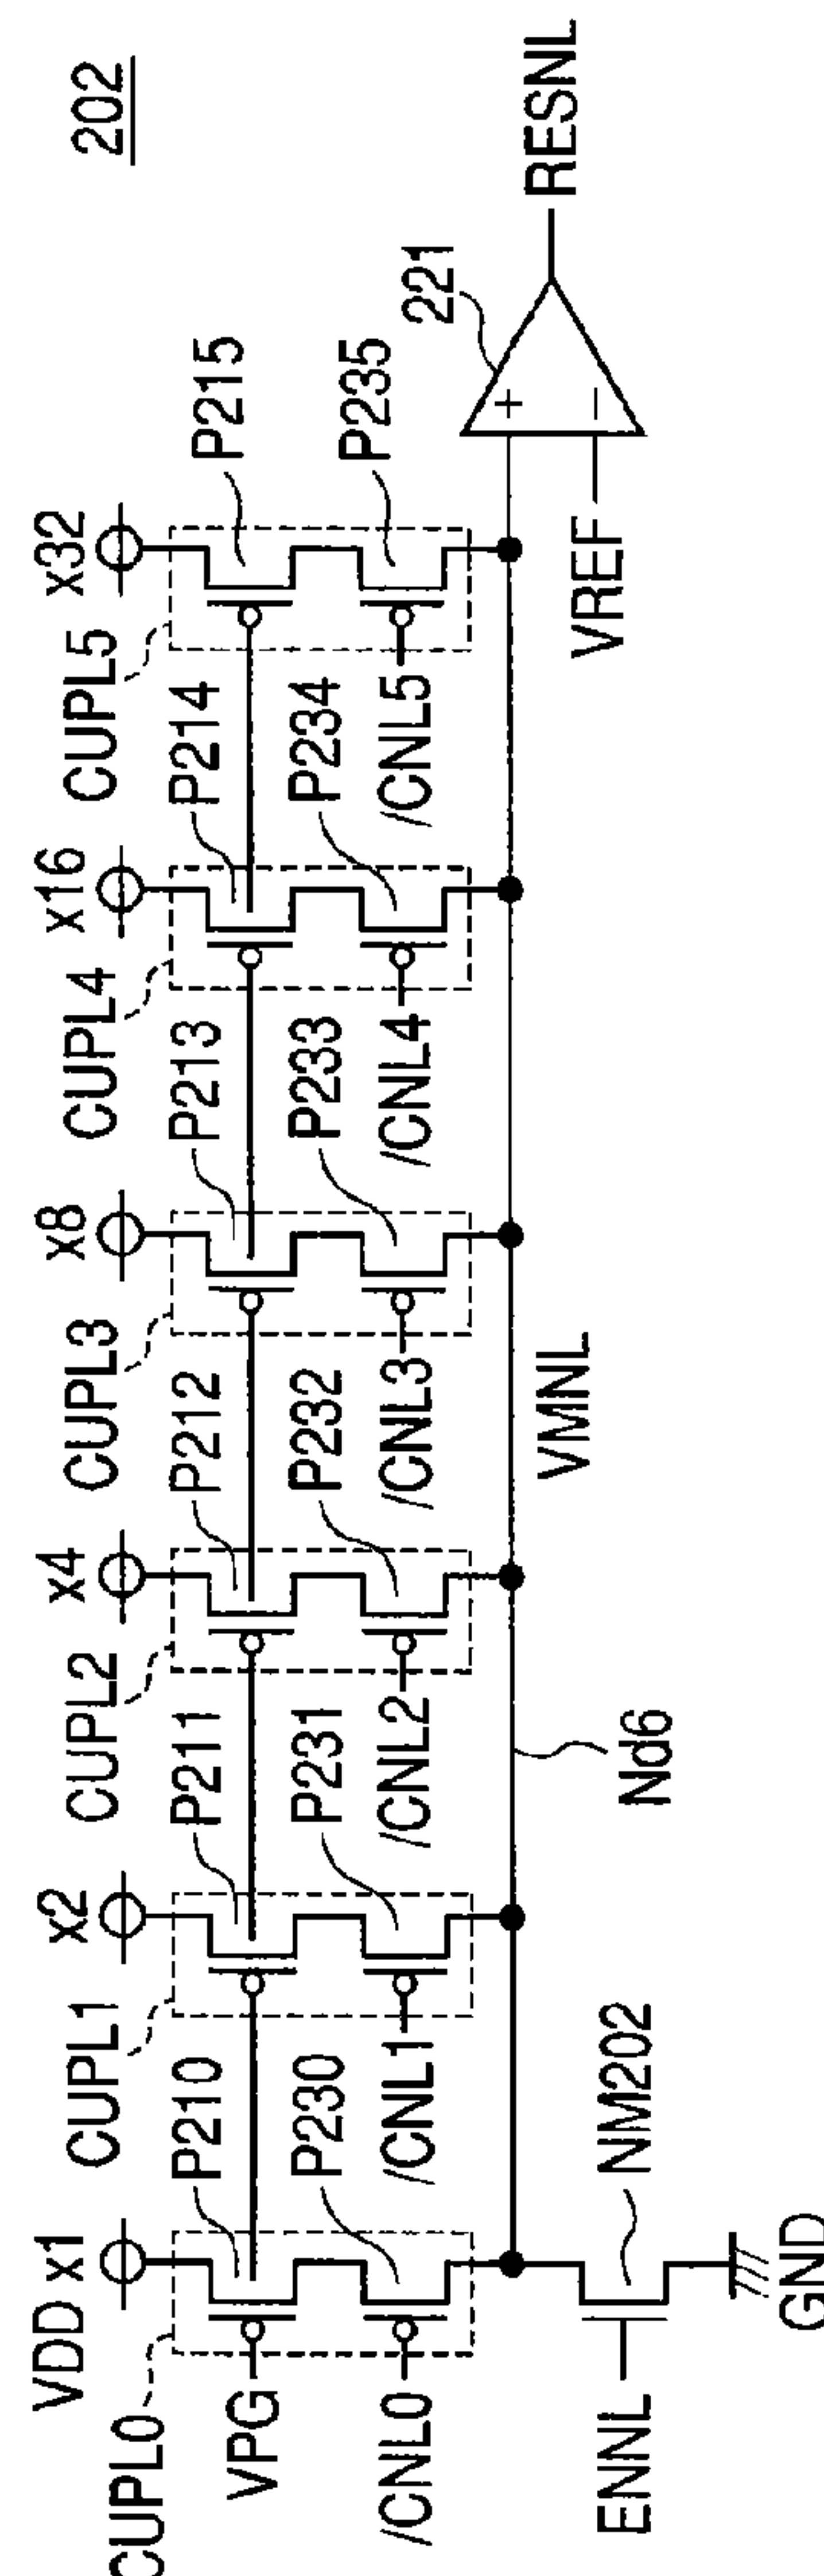 202
VDD x1
x2
x4
x8
x16
x32
CUPL0
CUPL1
CUPL2
CUPL3
CUPL4
CUPL5
P210
P211
P212
P213
P214
P215
VPG
P230
P231
P232
P233
P234
P235
/CNL0
/CNL1
/CNL2
/CNL3
/CNL4
/CNL5
221
+
−
RESNL
VREF
VMNL
Nd6
ENNL
NM202
GND